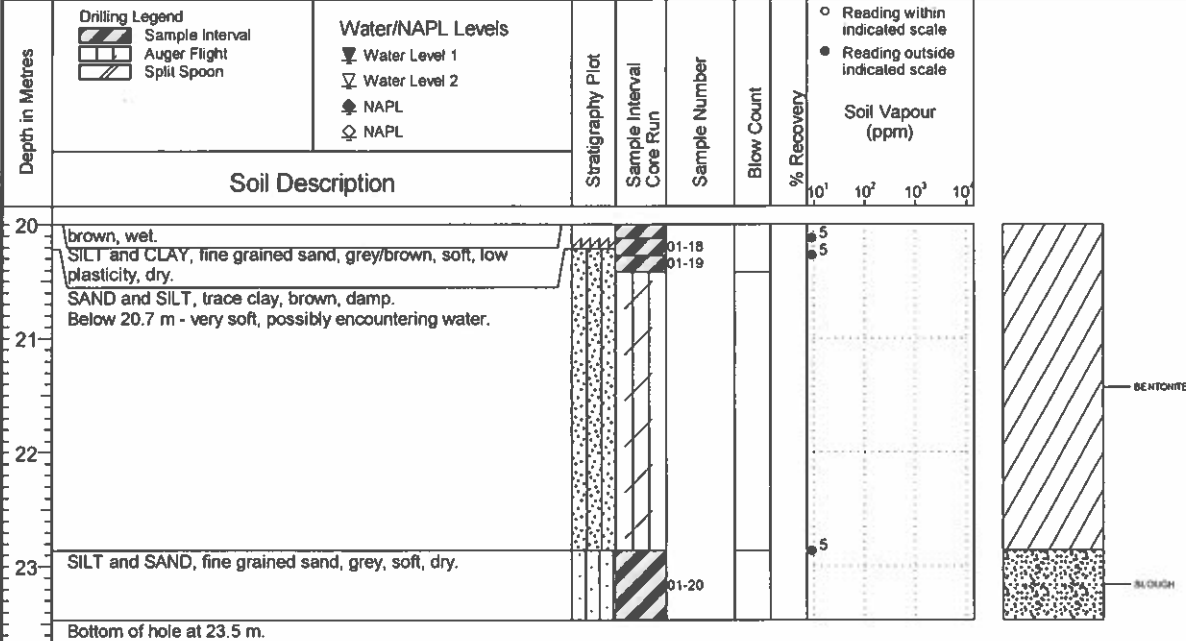 Depth in Metres
Drilling Legend
Sample Interval
Auger Flight
Split Spoon
Water/NAPL Levels
Water Level 1
Water Level 2
NAPL
NAPL
Soil Description
Stratigraphy Plot
Sample Interval
Core Run
Sample Number
Blow Count
% Recovery
Reading within
indicated scale
Reading outside
indicated scale
Soil Vapour
(ppm)
10¹ 10² 10³ 10⁴
20
brown, wet.
SILT and CLAY, fine grained sand, grey/brown, soft, low
plasticity, dry.
SAND and SILT, trace clay, brown, damp.
Below 20.7 m - very soft, possibly encountering water.
01-18
01-19
5
5
21
BENTONITE
22
5
23
SILT and SAND, fine grained sand, grey, soft, dry.
01-20
SLOUGH
Bottom of hole at 23.5 m.